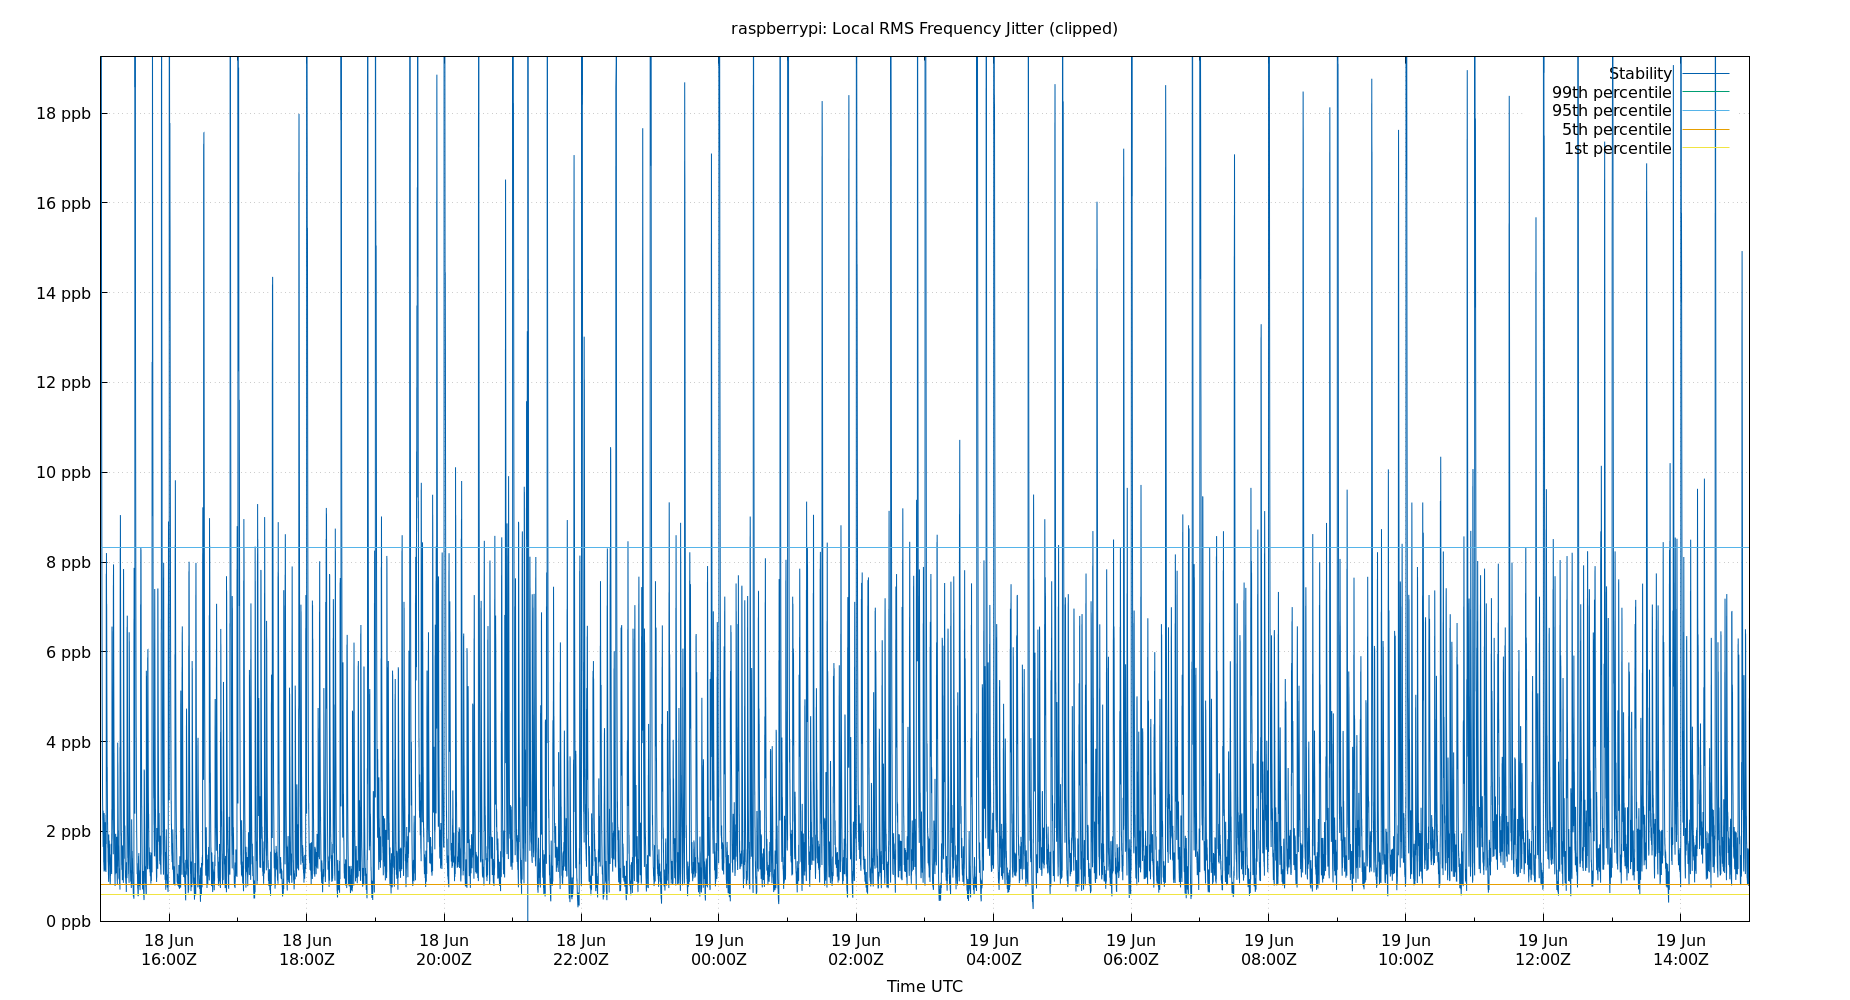 raspberrypi: Local RMS Frequency Jitter (clipped)
Stability
99th percentile
95th percentile
5th percentile
1st percentile
18 ppb
16 ppb
14 ppb
12 ppb
10 ppb
8 ppb
6 ppb
4 ppb
2 ppb
0 ppb
18 Jun 18 Jun 18 Jun 18 Jun 19 Jun 19 Jun 19 Jun 19 Jun 19 Jun 19 Jun 19 Jun 19 Jun
16:00Z 18:00Z 20:00Z 22:00Z 00:00Z 02:00Z 04:00Z 06:00Z 08:00Z 10:00Z 12:00Z 14:00Z
Time UTC